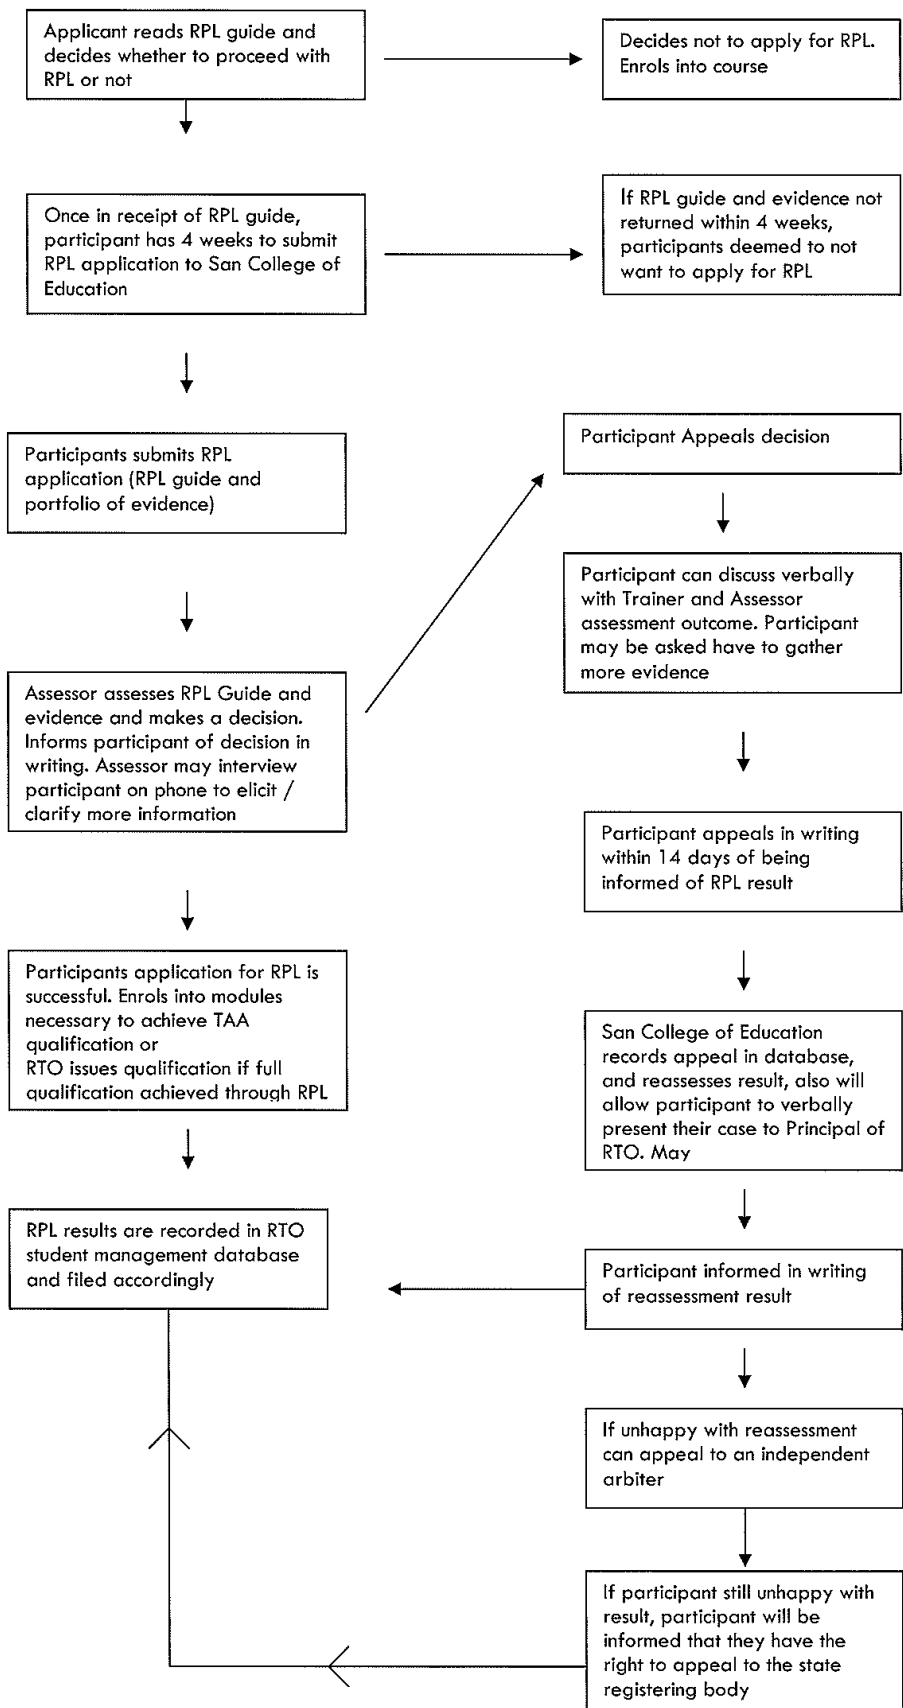 Applicant reads RPL guide and
decides whether to proceed with
RPL or not
Decides not to apply for RPL.
Enrols into course
Once in receipt of RPL guide,
participant has 4 weeks to submit
RPL application to San College of
Education
If RPL guide and evidence not
returned within 4 weeks,
participants deemed to not
want to apply for RPL
Participants submits RPL
application (RPL guide and
portfolio of evidence)
Assessor assesses RPL Guide and
evidence and makes a decision.
Informs participant of decision in
writing. Assessor may interview
participant on phone to elicit /
clarify more information
Participants application for RPL is
successful. Enrols into modules
necessary to achieve TAA
qualification or
RTO issues qualification if full
qualification achieved through RPL
RPL results are recorded in RTO
student management database
and filed accordingly
Participant Appeals decision
Participant can discuss verbally
with Trainer and Assessor
assessment outcome. Participant
may be asked have to gather
more evidence
Participant appeals in writing
within 14 days of being
informed of RPL result
San College of Education
records appeal in database,
and reassesses result, also will
allow participant to verbally
present their case to Principal of
RTO. May
Participant informed in writing
of reassessment result
If unhappy with reassessment
can appeal to an independent
arbiter
If participant still unhappy with
result, participant will be
informed that they have the
right to appeal to the state
registering body